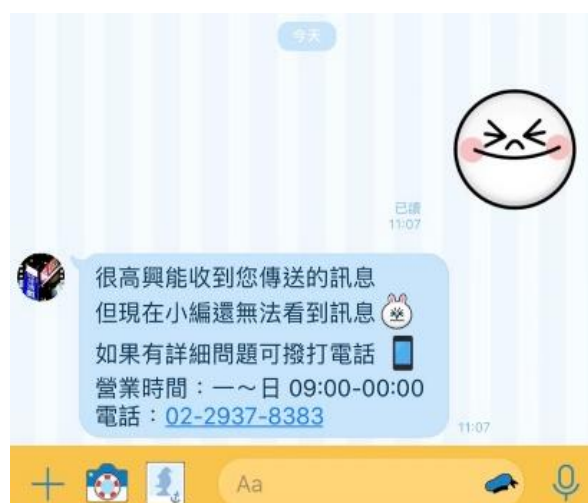 今天
已讀
11:07
很高興能收到您傳送的訊息
但現在小編還無法看到訊息
如果有詳細問題可撥打電話
營業時間：一～日 09:00-00:00
電話：02-2937-8383
11:07
Aa